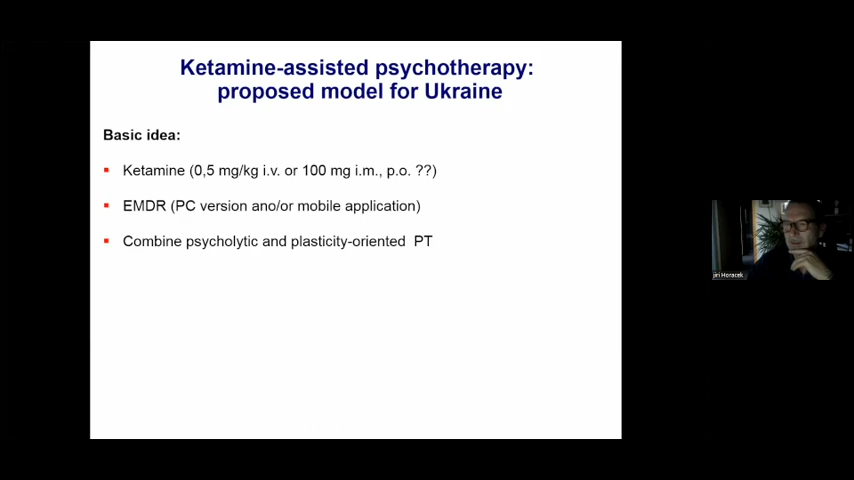 Ketamine-assisted psychotherapy:
proposed model for Ukraine
Basic idea:
Ketamine (0,5 mg/kg i.v. or 100 mg i.m., p.o. ??)
EMDR (PC version ano/or mobile application)
Combine psycholytic and plasticity-oriented PT
Jiri Horacek